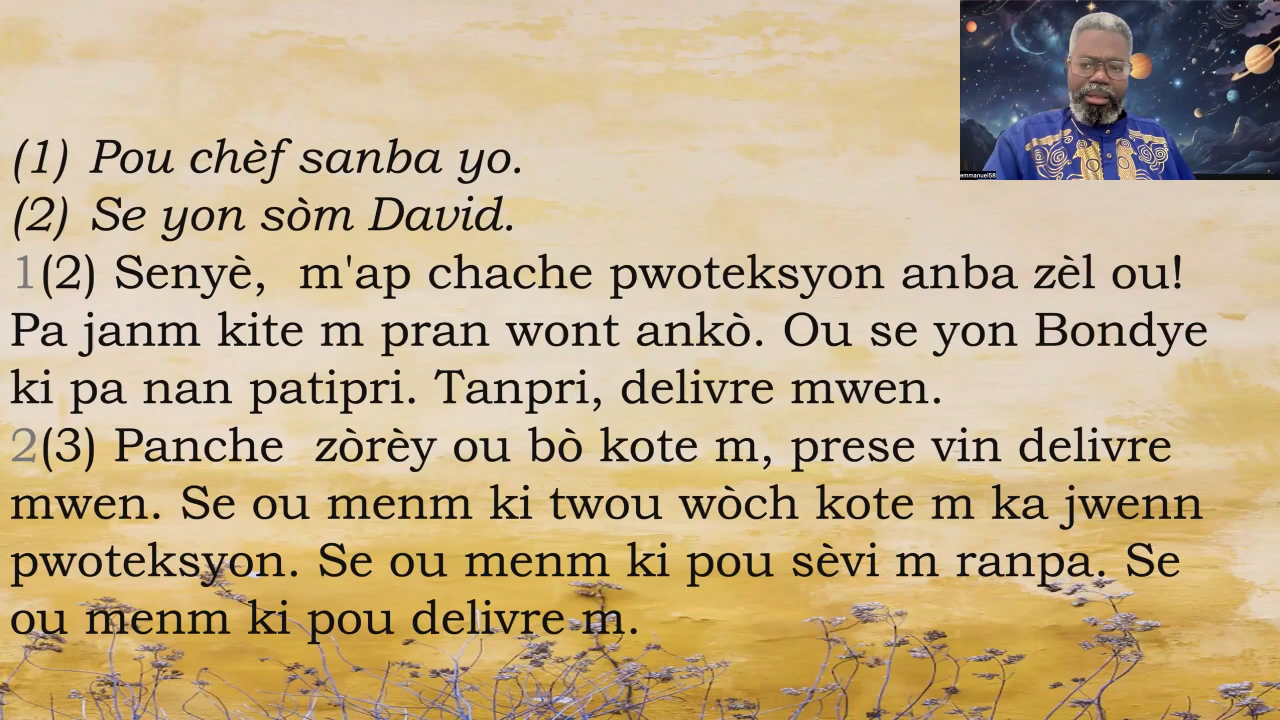 (1) Pou chèf sanba yo.
(2) Se yon sòm David.
1(2) Senyè, m'ap chache pwoteksyon anba zèl ou!
Pa janm kite m pran wont ankò. Ou se yon Bondye
ki pa nan patipri. Tanpri, delivre mwen.
2(3) Panche zòrèy ou bò kote m, prese vin delivre
mwen. Se ou menm ki twou wòch kote m ka jwenn
pwoteksyon. Se ou menm ki pou sèvi m ranpa. Se
ou menm ki pou delivre m.
emmanuel58